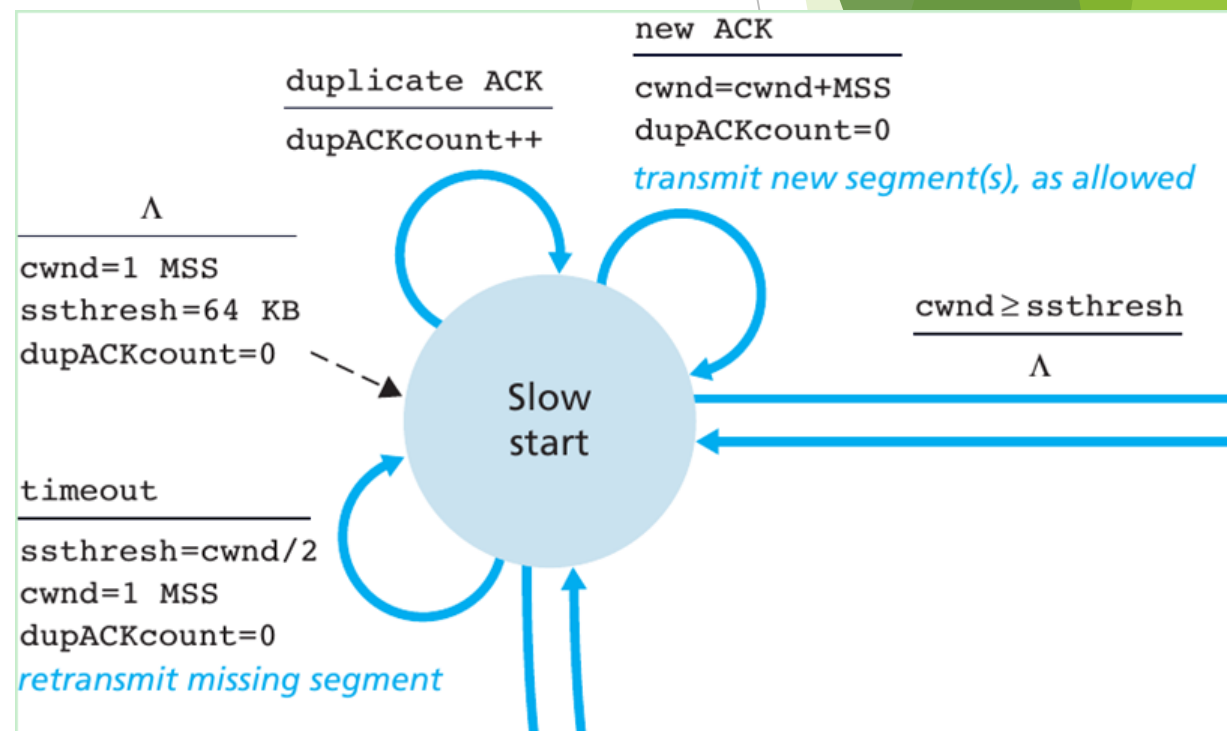 new ACK
cwnd=cwnd+MSS
dupACKcount=0
transmit new segment(s), as allowed
duplicate ACK
dupACKcount++
Λ
cwnd=1 MSS
ssthresh=64 KB
dupACKcount=0
cwnd≥ssthresh
Λ
Slow
start
timeout
ssthresh=cwnd/2
cwnd=1 MSS
dupACKcount=0
retransmit missing segment